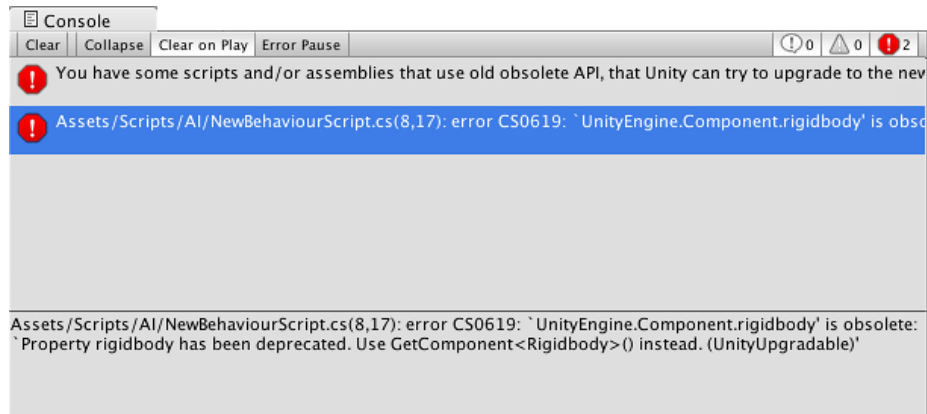 Console
Clear Collapse Clear on Play Error Pause 0 0 2
You have some scripts and/or assemblies that use old obsolete API, that Unity can try to upgrade to the new
Assets/Scripts/AI/NewBehaviourScript.cs(8,17): error CS0619: `UnityEngine.Component.rigidbody' is obso
Assets/Scripts/AI/NewBehaviourScript.cs(8,17): error CS0619: `UnityEngine.Component.rigidbody' is obsolete:
`Property rigidbody has been deprecated. Use GetComponent<Rigidbody>() instead. (UnityUpgradable)'